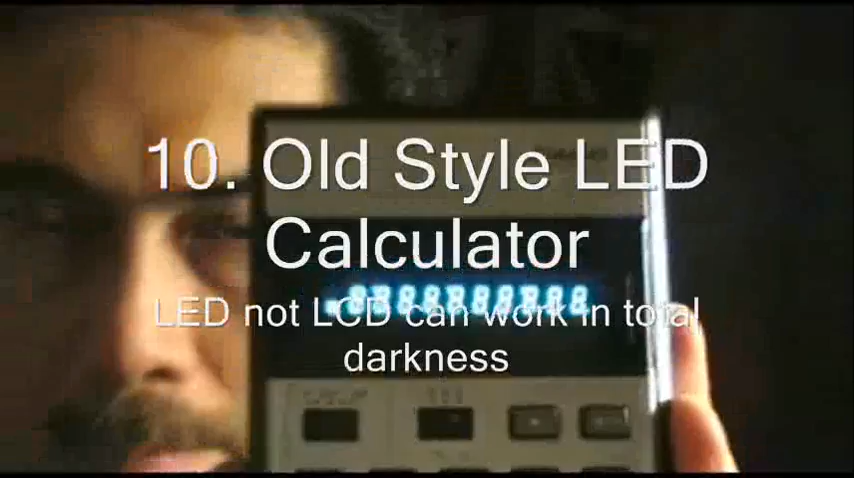 10. Old Style LED
Calculator
LED not LCD can work in total
darkness